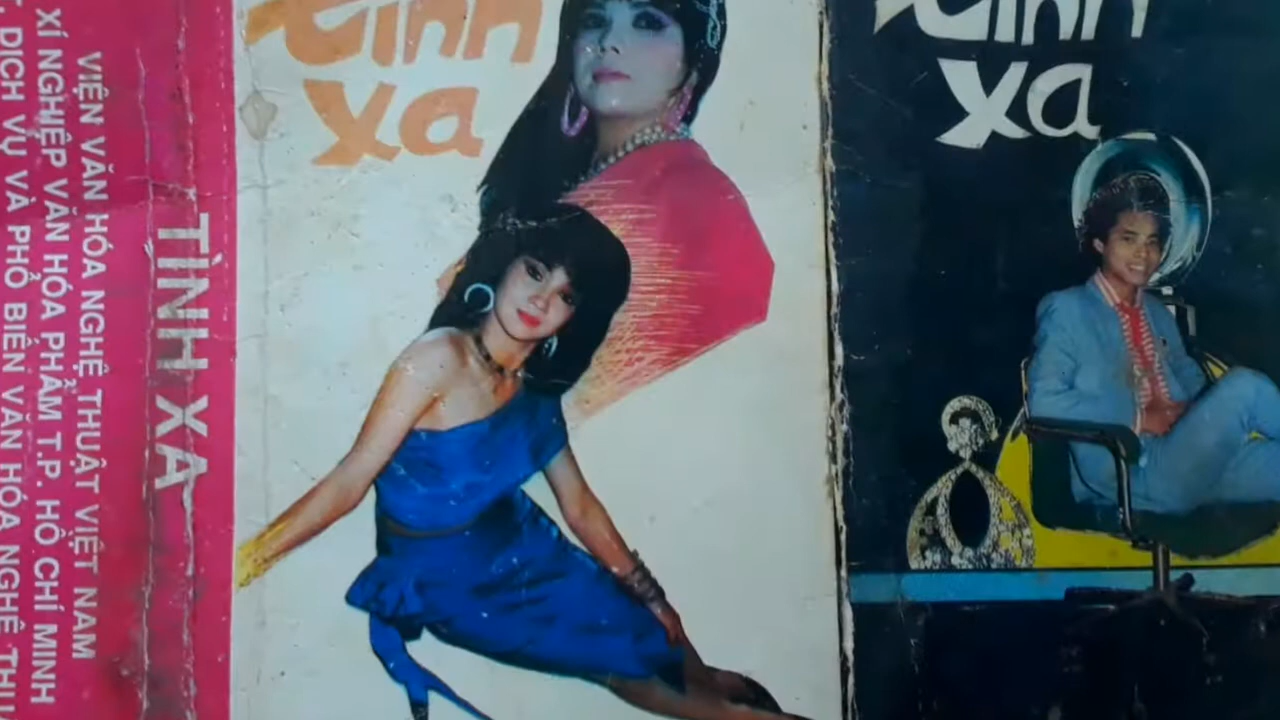 Tình
xa
Tình
xa
TÌNH XA
VIỆN VĂN HÓA NGHỆ THUẬT VIỆT NAM
XÍ NGHIỆP VĂN HÓA PHẨM T.P. HỒ CHÍ MINH
DỊCH VỤ VÀ PHỔ BIẾN VĂN HÓA NGHỆ